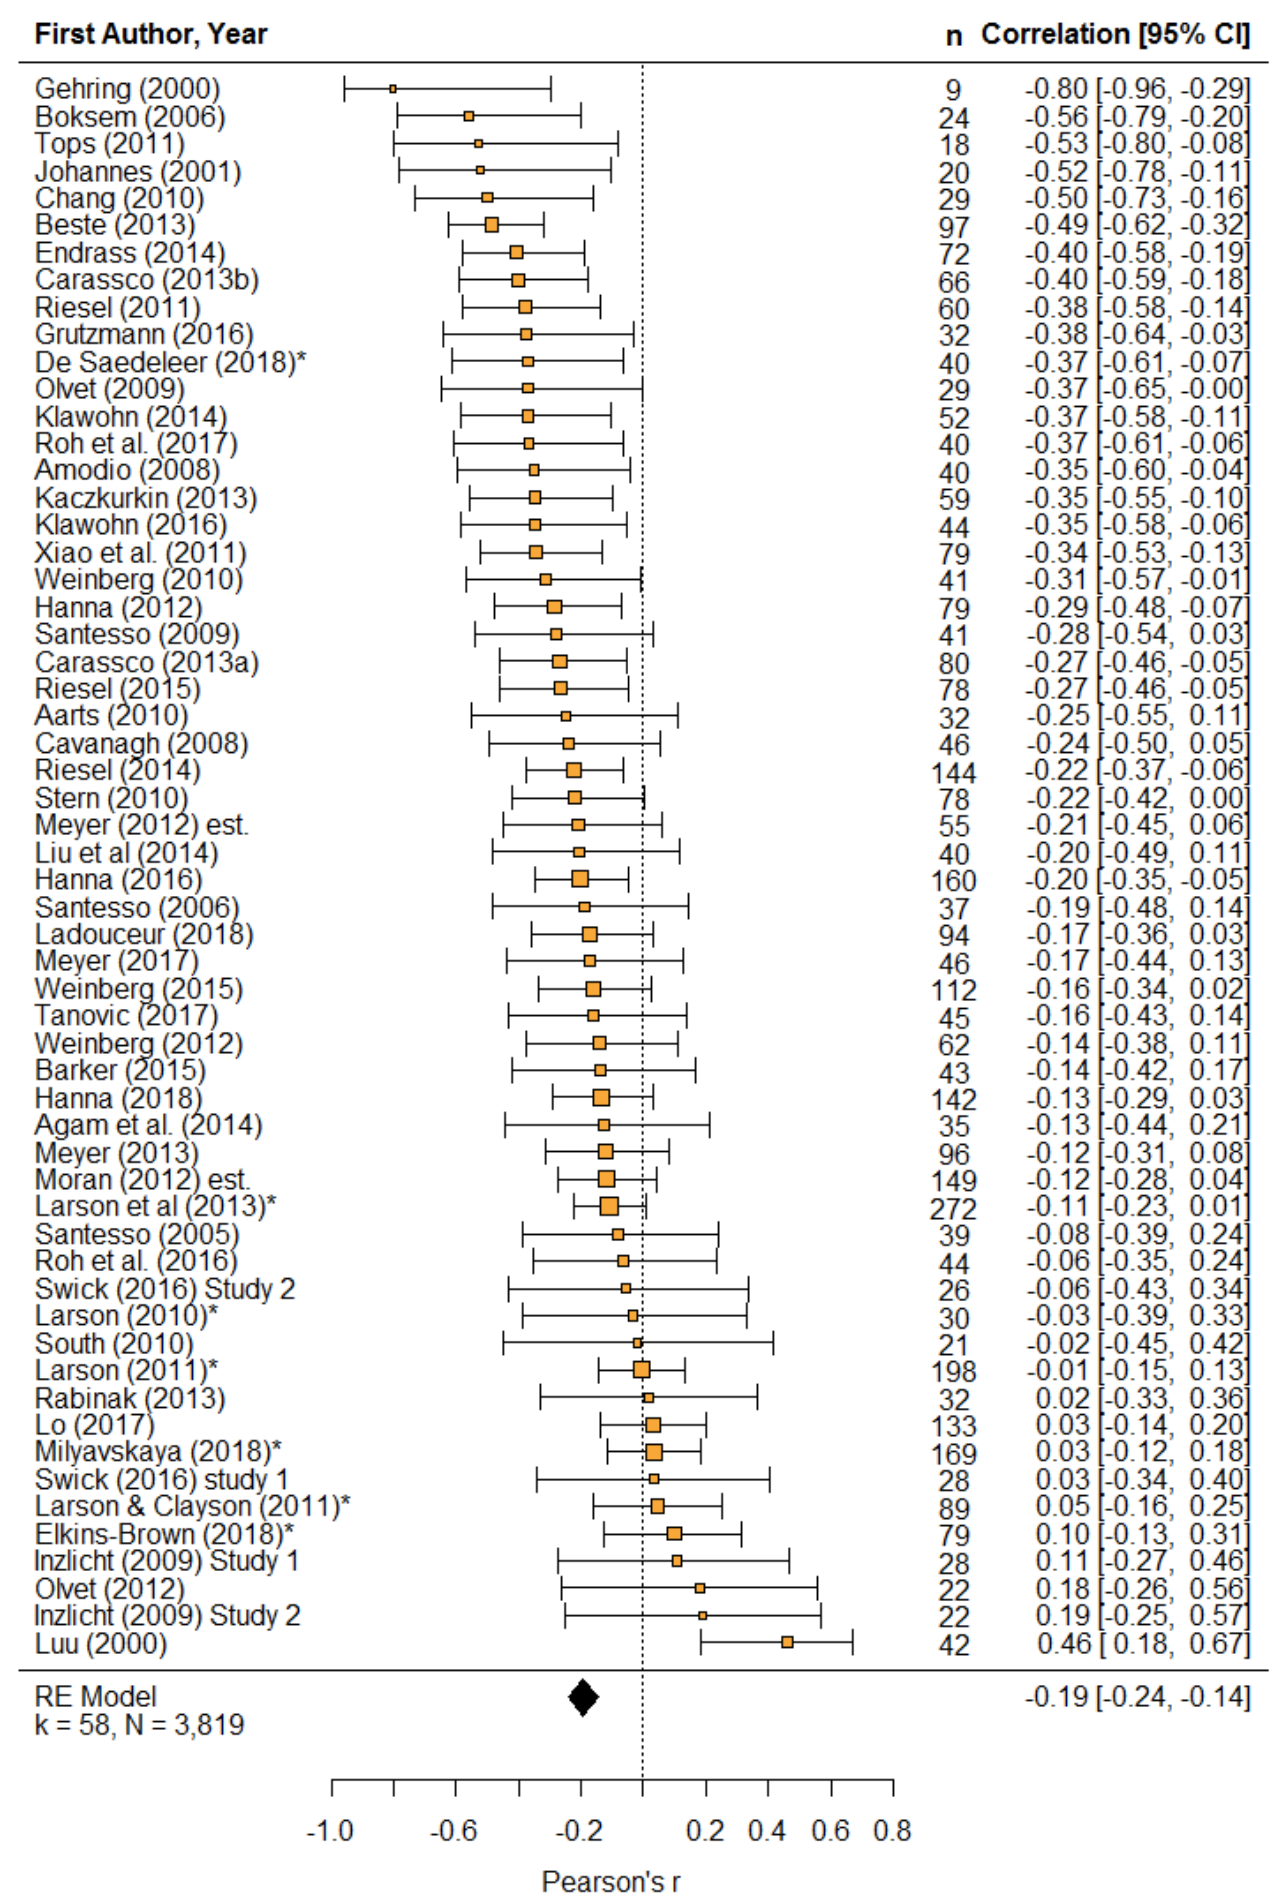 First Author, Year n Correlation [95% CI]
Gehring (2000) 9 -0.80 [-0.96, -0.29]
Boksem (2006) 24 -0.56 [-0.79, -0.20]
Tops (2011) 18 -0.53 [-0.80, -0.08]
Johannes (2001) 20 -0.52 [-0.78, -0.11]
Chang (2010) 29 -0.50 [-0.73, -0.16]
Beste (2013) 97 -0.49 [-0.62, -0.32]
Endrass (2014) 72 -0.40 [-0.58, -0.19]
Carassco (2013b) 66 -0.40 [-0.59, -0.18]
Riesel (2011) 60 -0.38 [-0.58, -0.14]
Grutzmann (2016) 32 -0.38 [-0.64, -0.03]
De Saedeleer (2018)* 40 -0.37 [-0.61, -0.07]
Olvet (2009) 29 -0.37 [-0.65, -0.00]
Klawohn (2014) 52 -0.37 [-0.58, -0.11]
Roh et al. (2017) 40 -0.37 [-0.61, -0.06]
Amodio (2008) 40 -0.35 [-0.60, -0.04]
Kaczkurkin (2013) 59 -0.35 [-0.55, -0.10]
Klawohn (2016) 44 -0.35 [-0.58, -0.06]
Xiao et al. (2011) 79 -0.34 [-0.53, -0.13]
Weinberg (2010) 41 -0.31 [-0.57, -0.01]
Hanna (2012) 79 -0.29 [-0.48, -0.07]
Santesso (2009) 41 -0.28 [-0.54, 0.03]
Carassco (2013a) 80 -0.27 [-0.46, -0.05]
Riesel (2015) 78 -0.27 [-0.46, -0.05]
Aarts (2010) 32 -0.25 [-0.55, 0.11]
Cavanagh (2008) 46 -0.24 [-0.50, 0.05]
Riesel (2014) 144 -0.22 [-0.37, -0.06]
Stern (2010) 78 -0.22 [-0.42, 0.00]
Meyer (2012) est. 55 -0.21 [-0.45, 0.06]
Liu et al (2014) 40 -0.20 [-0.49, 0.11]
Hanna (2016) 160 -0.20 [-0.35, -0.05]
Santesso (2006) 37 -0.19 [-0.48, 0.14]
Ladouceur (2018) 94 -0.17 [-0.36, 0.03]
Meyer (2017) 46 -0.17 [-0.44, 0.13]
Weinberg (2015) 112 -0.16 [-0.34, 0.02]
Tanovic (2017) 45 -0.16 [-0.43, 0.14]
Weinberg (2012) 62 -0.14 [-0.38, 0.11]
Barker (2015) 43 -0.14 [-0.42, 0.17]
Hanna (2018) 142 -0.13 [-0.29, 0.03]
Agam et al. (2014) 35 -0.13 [-0.44, 0.21]
Meyer (2013) 96 -0.12 [-0.31, 0.08]
Moran (2012) est. 149 -0.12 [-0.28, 0.04]
Larson et al (2013)* 272 -0.11 [-0.23, 0.01]
Santesso (2005) 39 -0.08 [-0.39, 0.24]
Roh et al. (2016) 44 -0.06 [-0.35, 0.24]
Swick (2016) Study 2 26 -0.06 [-0.43, 0.34]
Larson (2010)* 30 -0.03 [-0.39, 0.33]
South (2010) 21 -0.02 [-0.45, 0.42]
Larson (2011)* 198 -0.01 [-0.15, 0.13]
Rabinak (2013) 32 0.02 [-0.33, 0.36]
Lo (2017) 133 0.03 [-0.14, 0.20]
Milyavskaya (2018)* 169 0.03 [-0.12, 0.18]
Swick (2016) study 1 28 0.03 [-0.34, 0.40]
Larson & Clayson (2011)* 89 0.05 [-0.16, 0.25]
Elkins-Brown (2018)* 79 0.10 [-0.13, 0.31]
Inzlicht (2009) Study 1 28 0.11 [-0.27, 0.46]
Olvet (2012) 22 0.18 [-0.26, 0.56]
Inzlicht (2009) Study 2 22 0.19 [-0.25, 0.57]
Luu (2000) 42 0.46 [ 0.18, 0.67]
RE Model -0.19 [-0.24, -0.14]
k = 58, N = 3,819
-1.0 -0.6 -0.2 0.2 0.4 0.6 0.8
Pearson's r